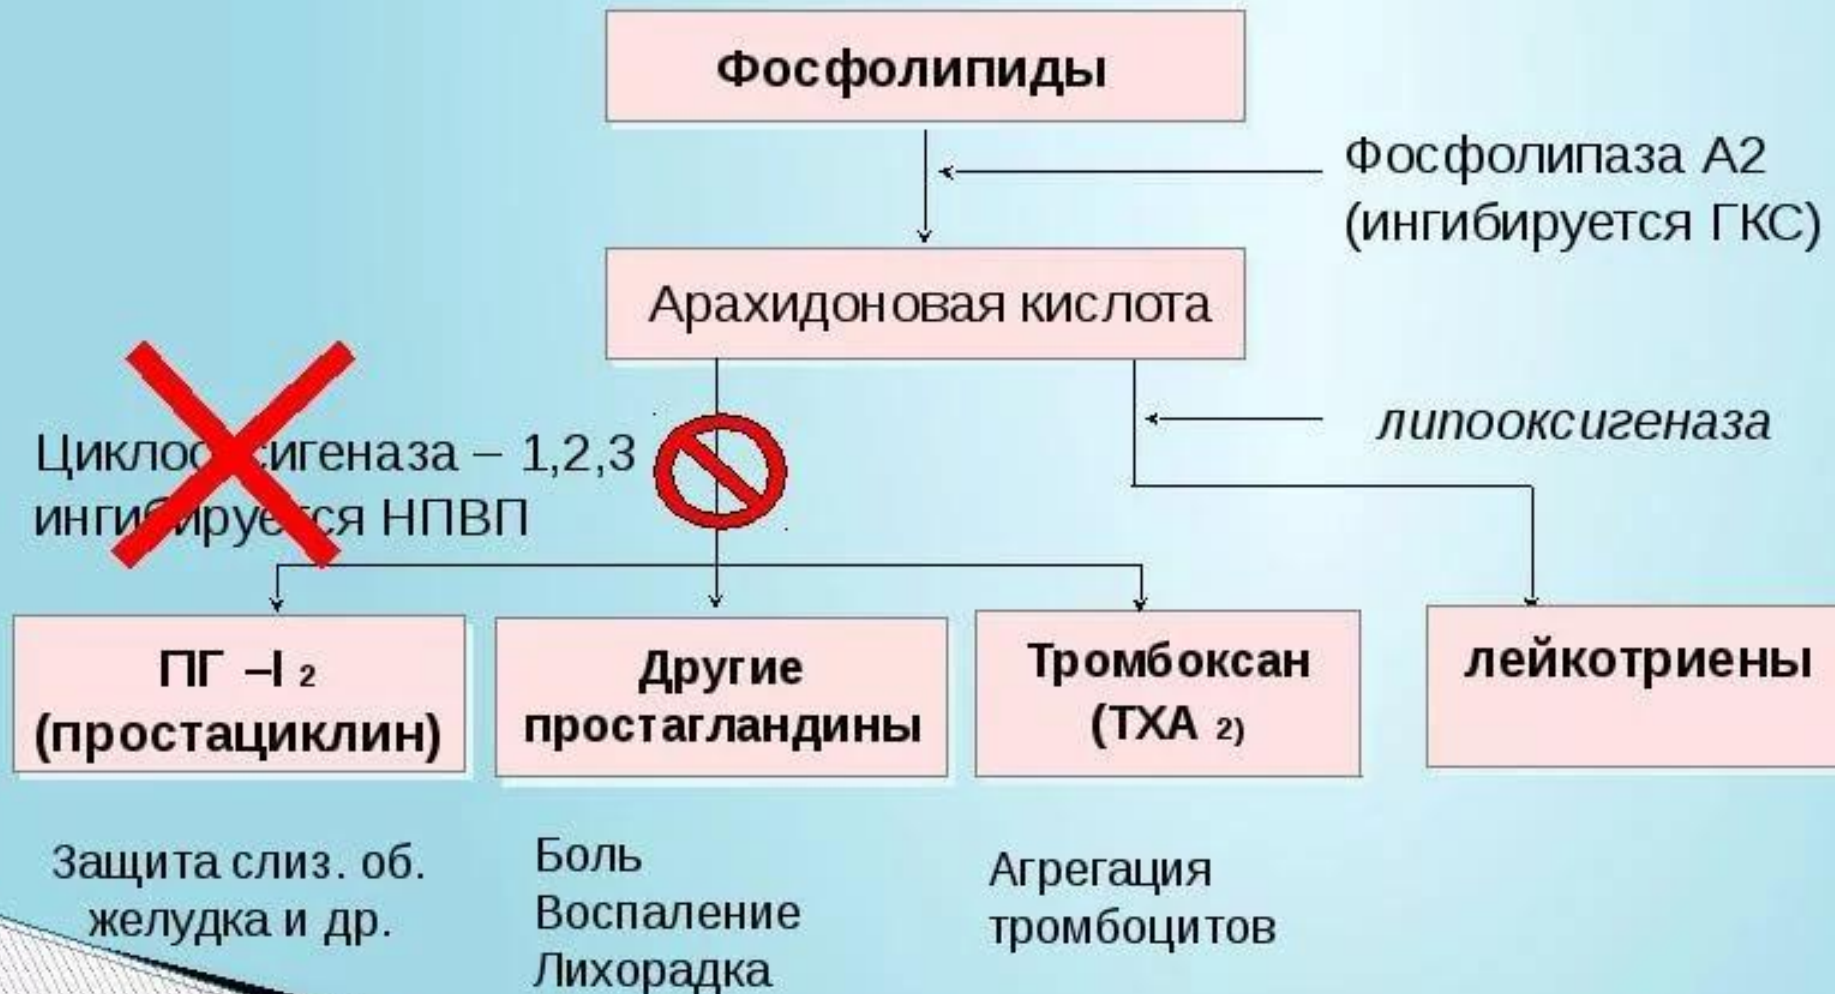 Фосфолипиды
Фосфолипаза А2
(ингибируется ГКС)
Арахидоновая кислота
липооксигеназа
Циклооксигеназа – 1,2,3
ингибируется НПВП
ПГ –I 2
(простациклин)
Другие
простагландины
Тромбоксан
(ТХА 2)
лейкотриены
Защита слиз. об.
желудка и др.
Боль
Воспаление
Лихорадка
Агрегация
тромбоцитов